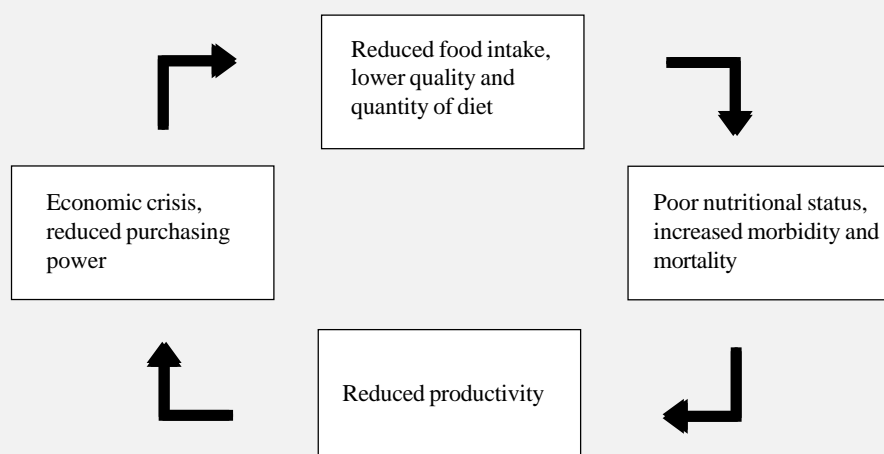 Reduced food intake,
lower quality and
quantity of diet
Economic crisis,
reduced purchasing
power
Poor nutritional status,
increased morbidity and
mortality
Reduced productivity